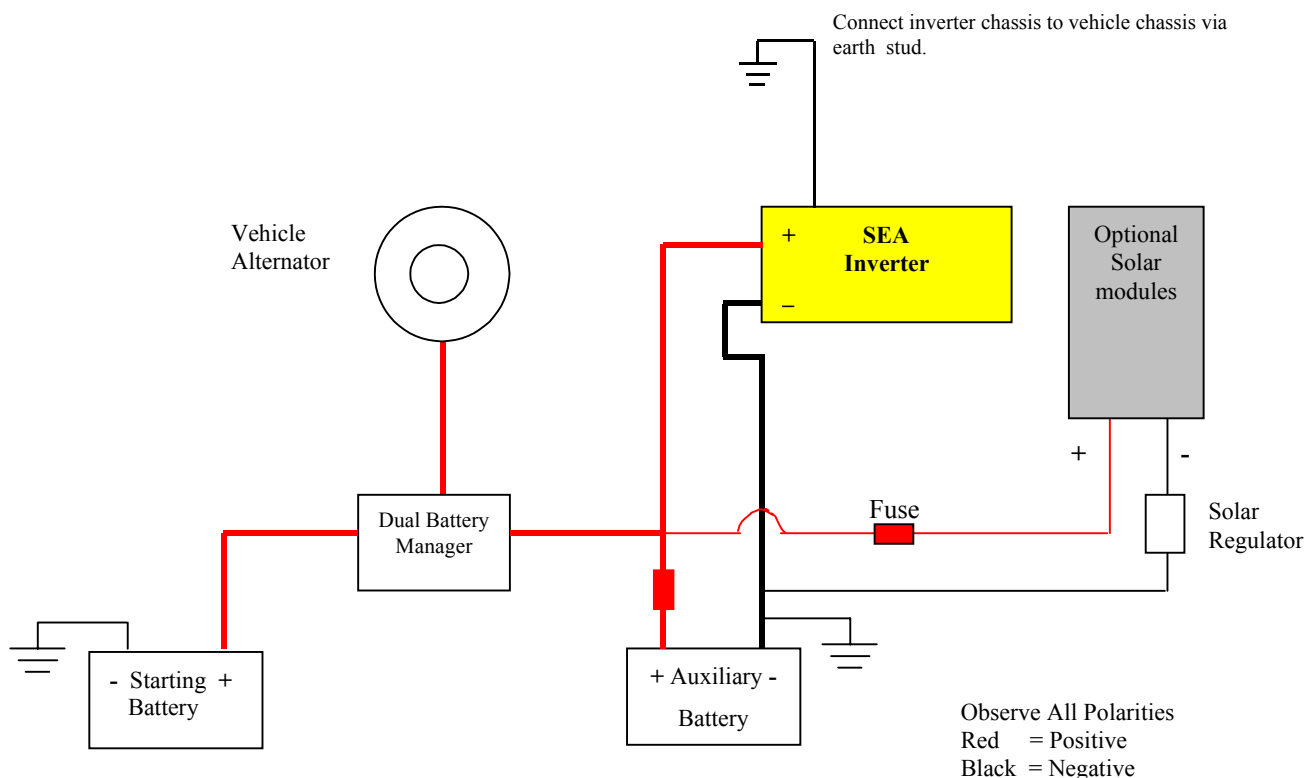 Connect inverter chassis to vehicle chassis via
earth stud.
Vehicle
Alternator
+ SEA
Inverter
–
Optional
Solar
modules
+ -
Fuse
Solar
Regulator
Dual Battery
Manager
- Starting +
Battery
+ Auxiliary -
Battery
Observe All Polarities
Red = Positive
Black = Negative